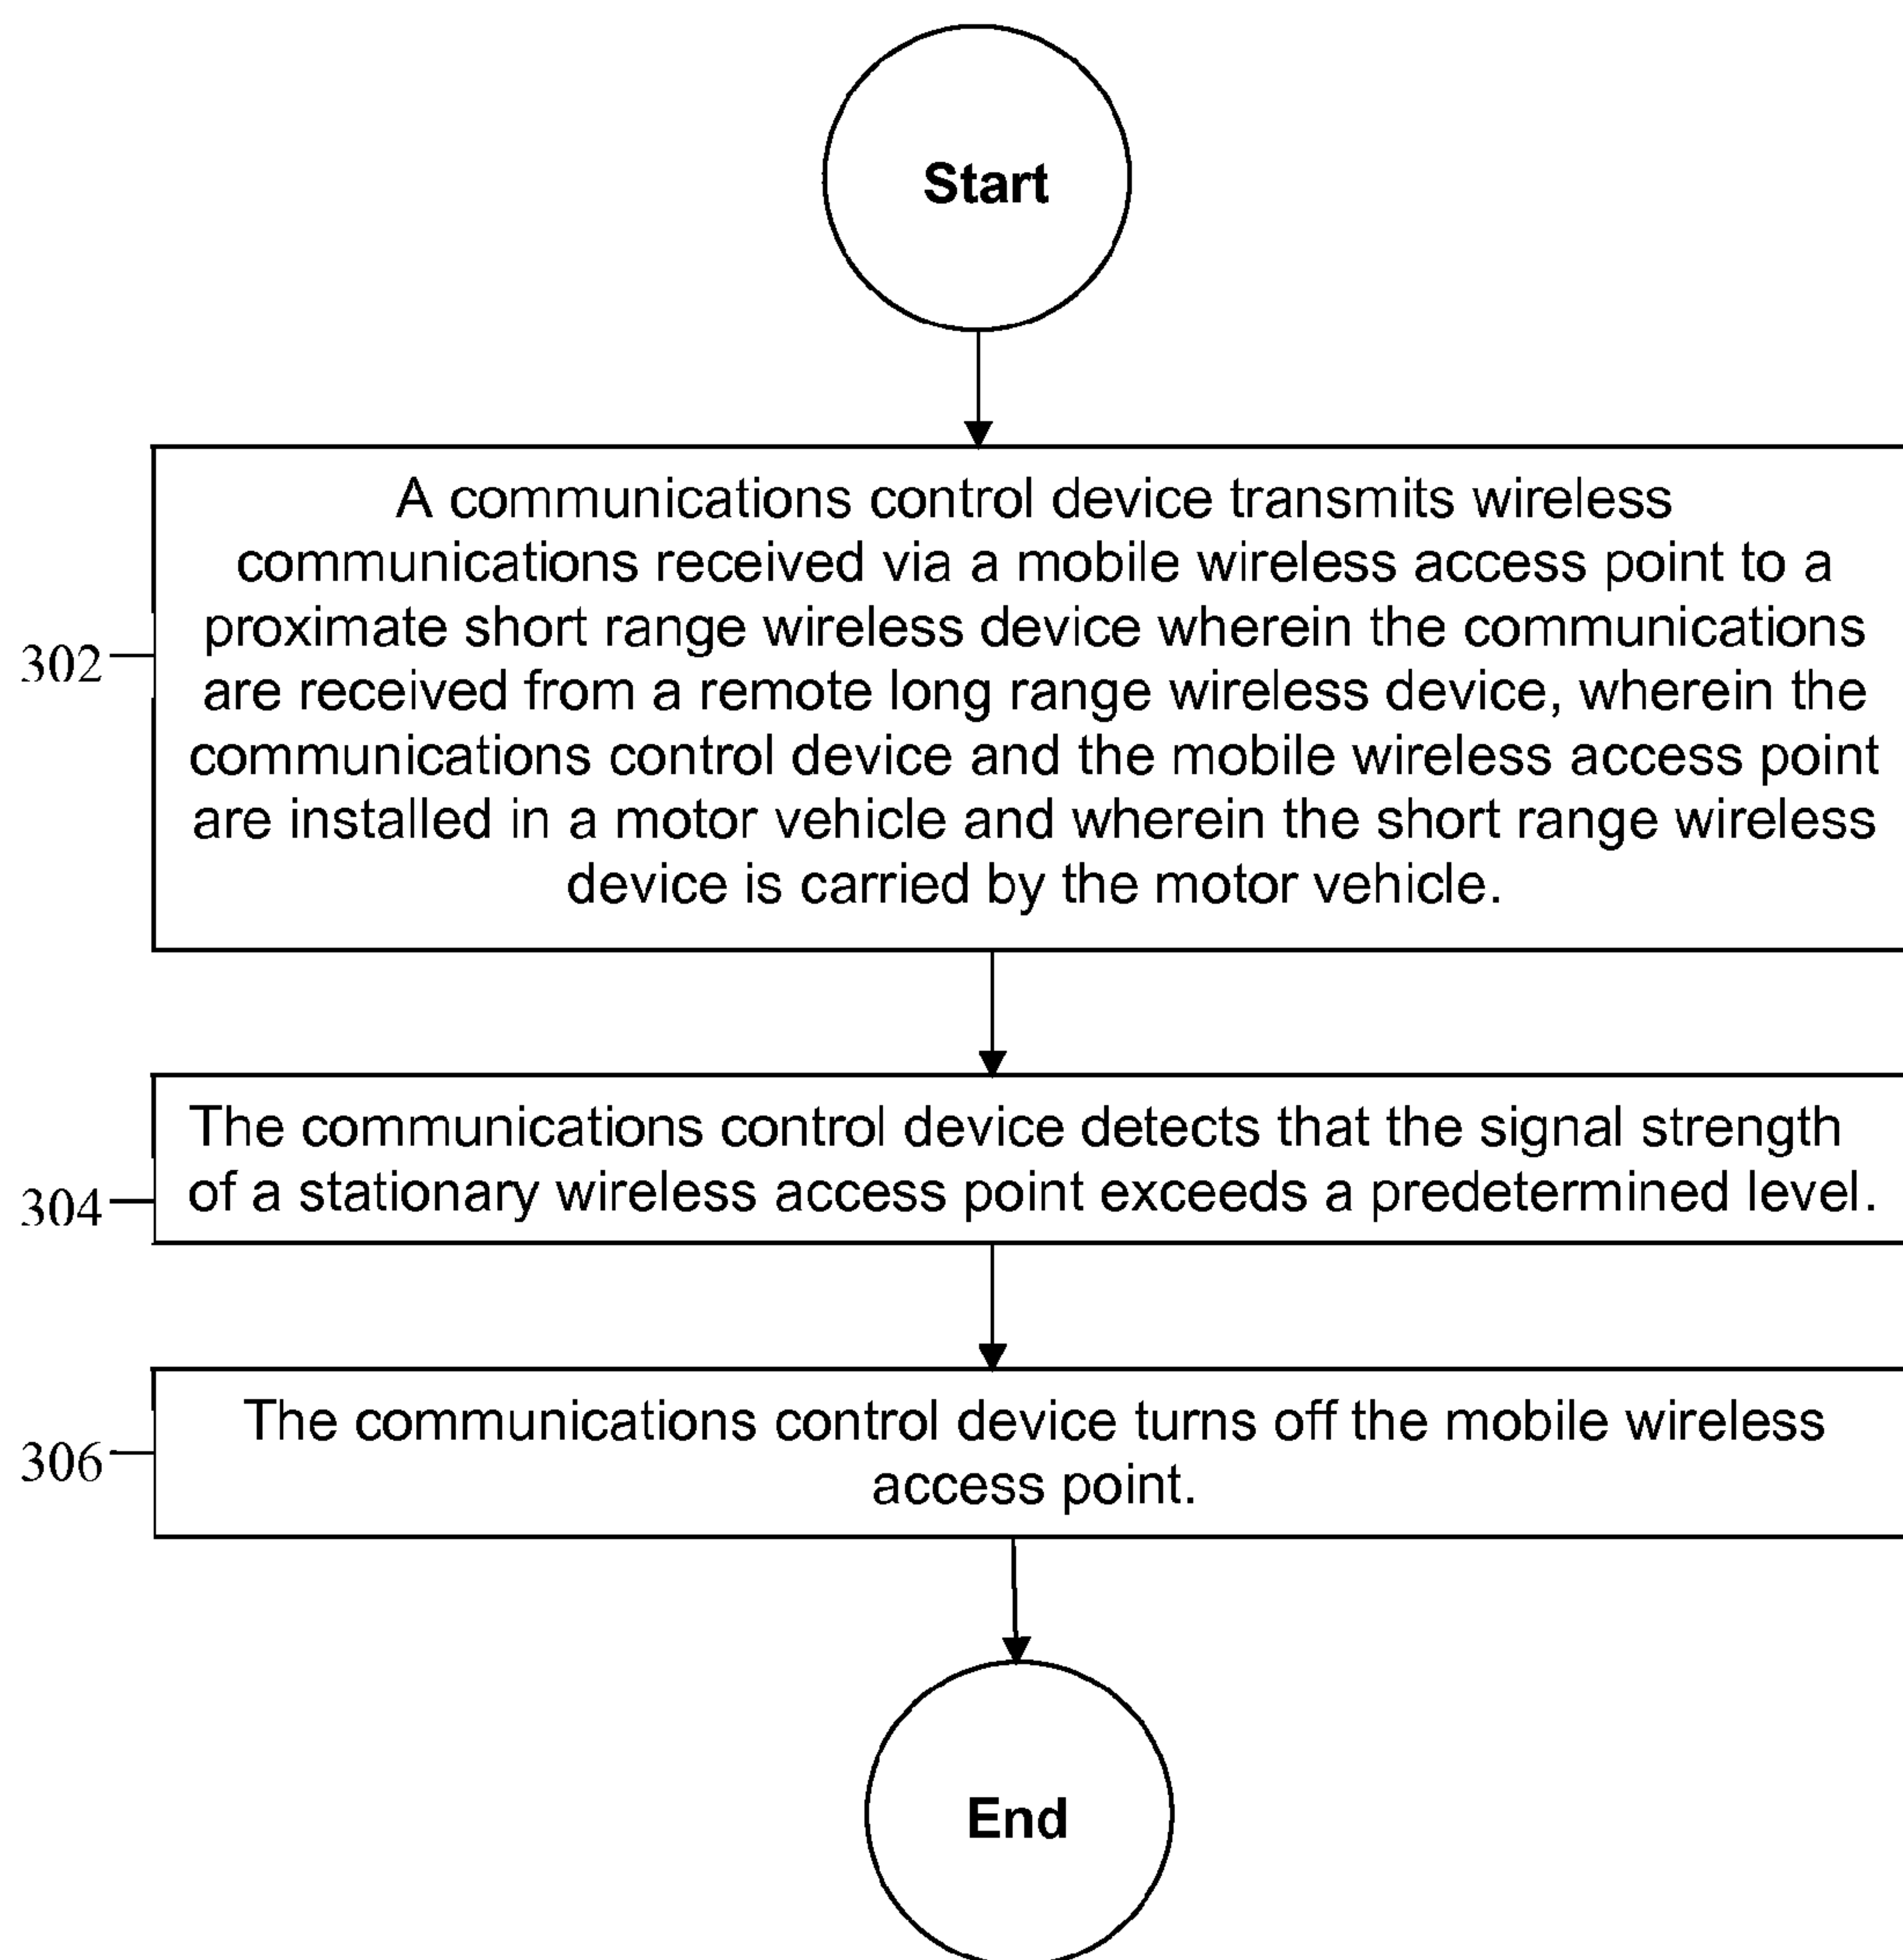 Start
A communications control device transmits wireless
communications received via a mobile wireless access point to a
proximate short range wireless device wherein the communications
302
are received from a remote long range wireless device, wherein the
communications control device and the mobile wireless access point
are installed in a motor vehicle and wherein the short range wireless
device is carried by the motor vehicle.
The communications control device detects that the signal strength
304
of a stationary wireless access point exceeds a predetermined level.
The communications control device turns off the mobile wireless
306
access point.
End